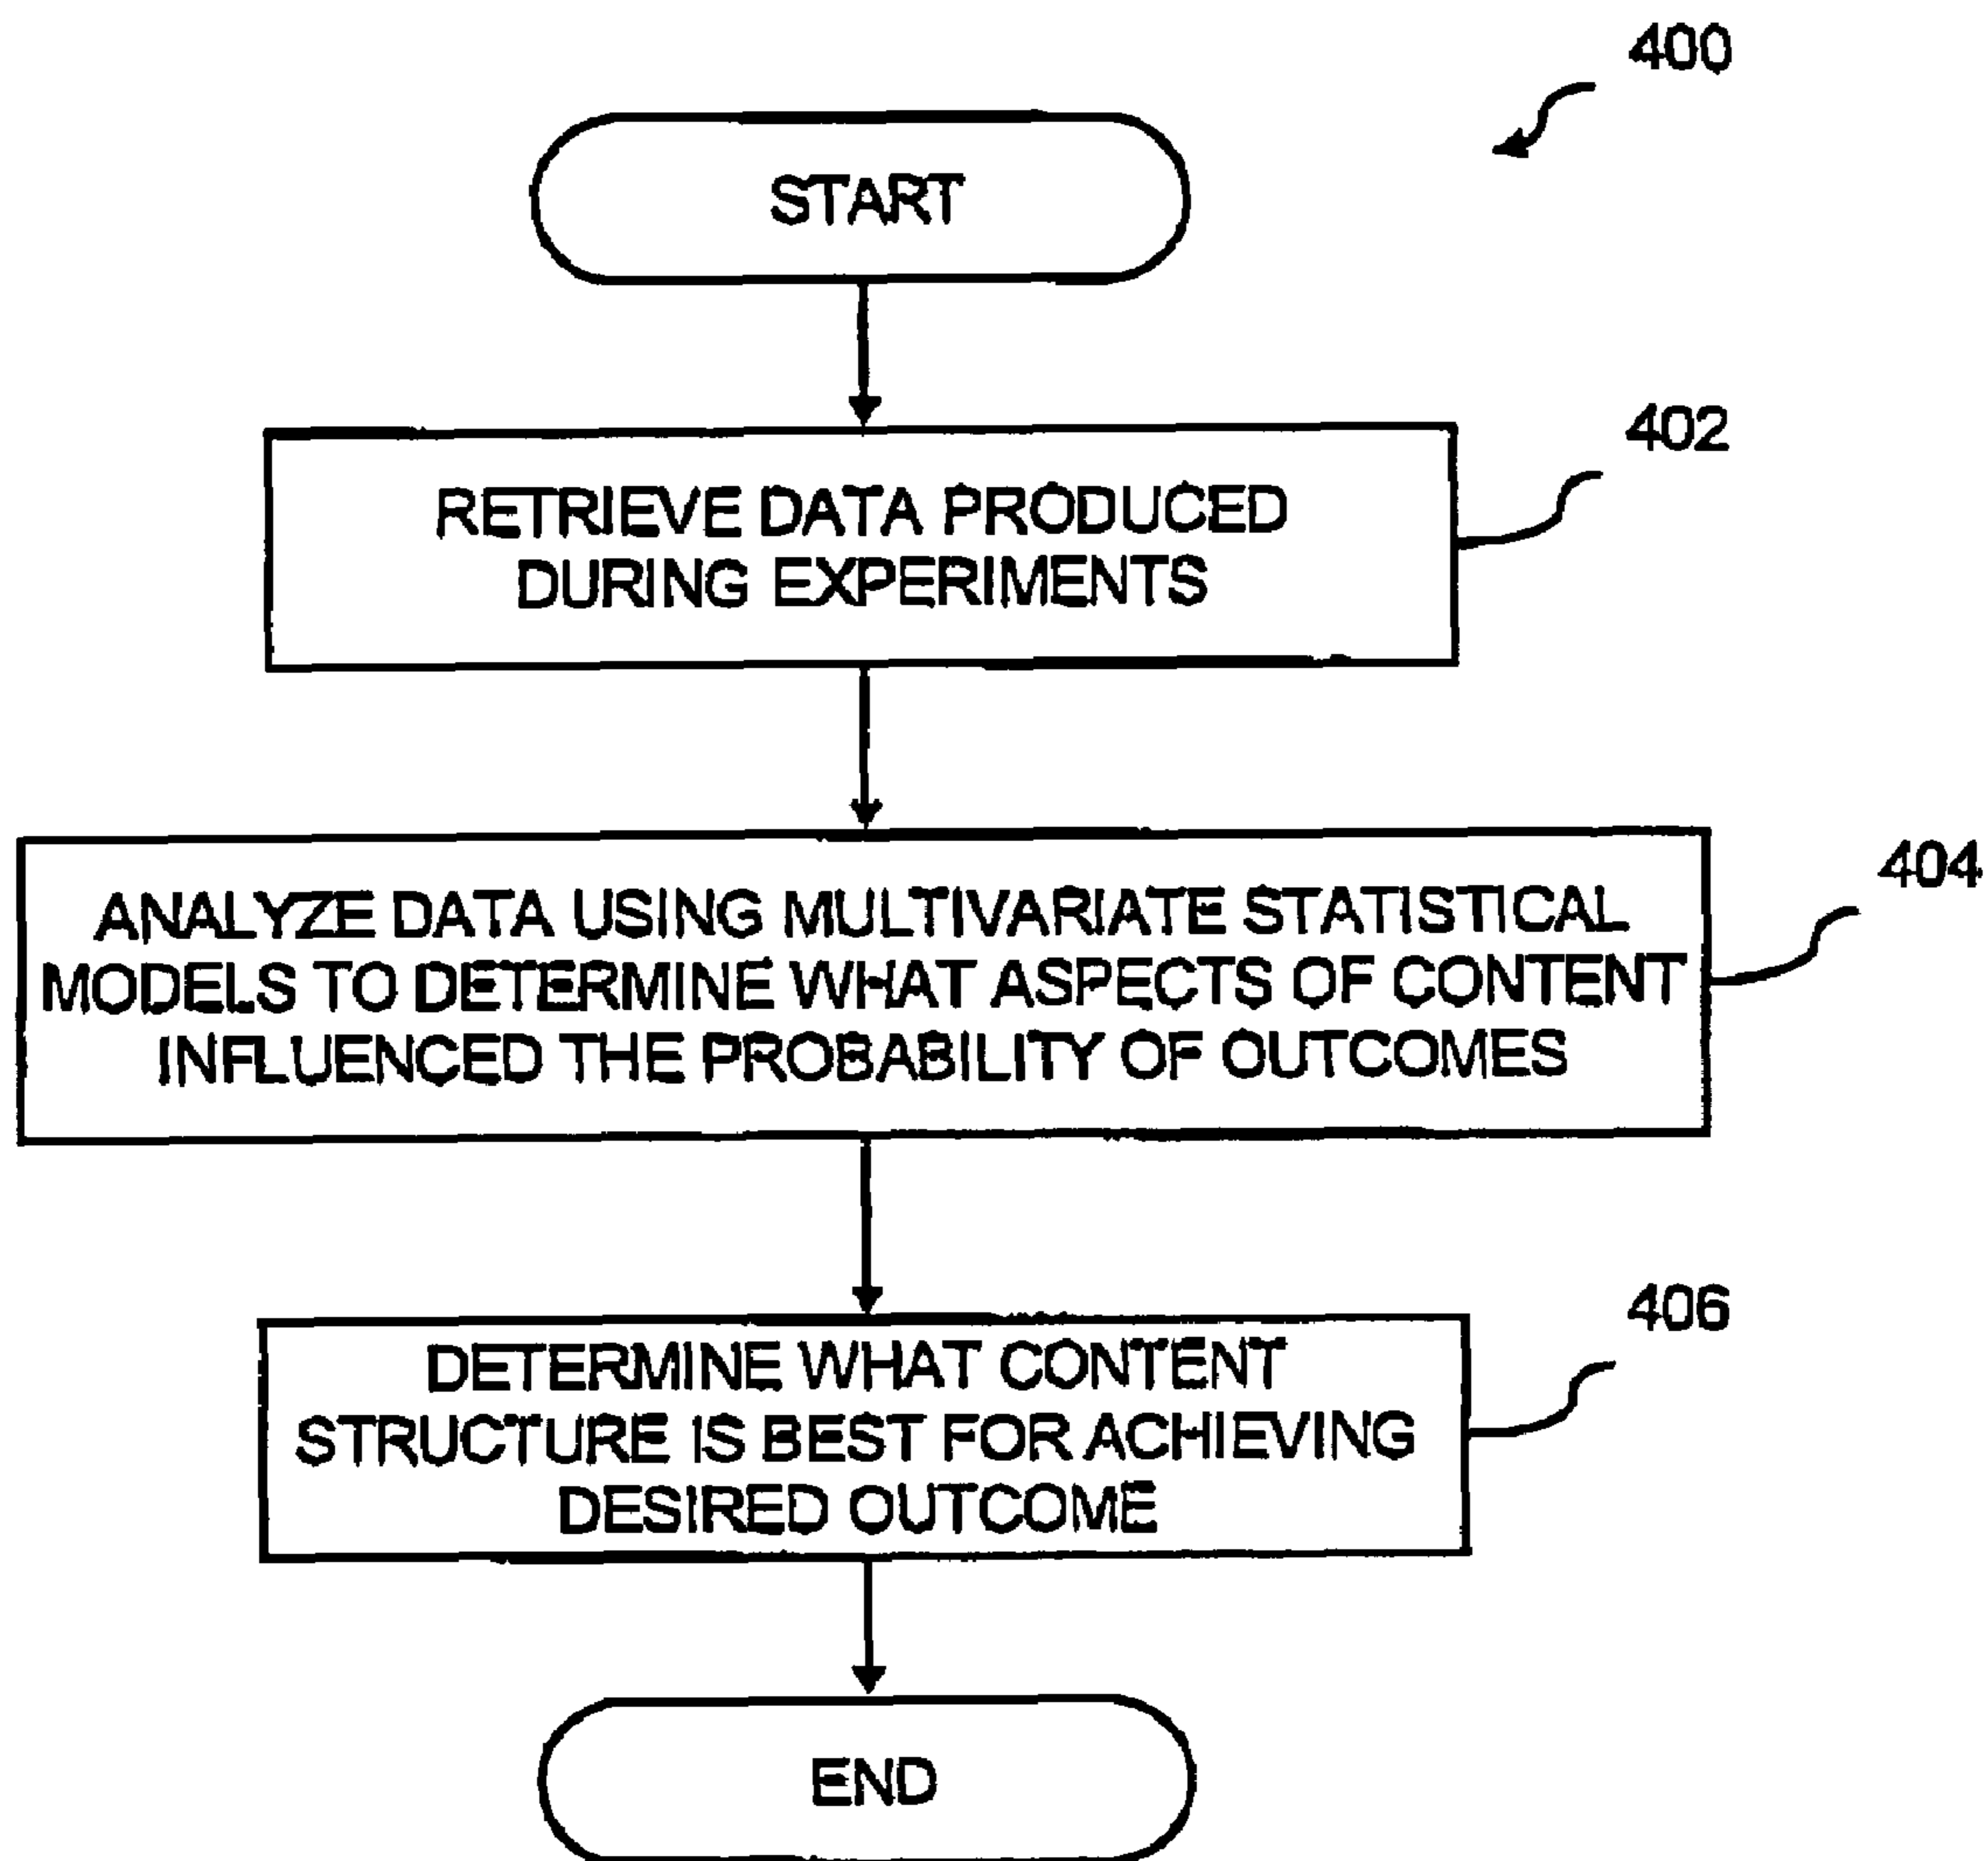 400
START
402
RETRIEVE DATA PRODUCED
DURING EXPERIMENTS
404
ANALYZE DATA USING MULTIVARIATE STATISTICAL
MODELS TO DETERMINE WHAT ASPECTS OF CONTENT
INFLUENCED THE PROBABILITY OF OUTCOMES
406
DETERMINE WHAT CONTENT
STRUCTURE IS BEST FOR ACHIEVING
DESIRED OUTCOME
END